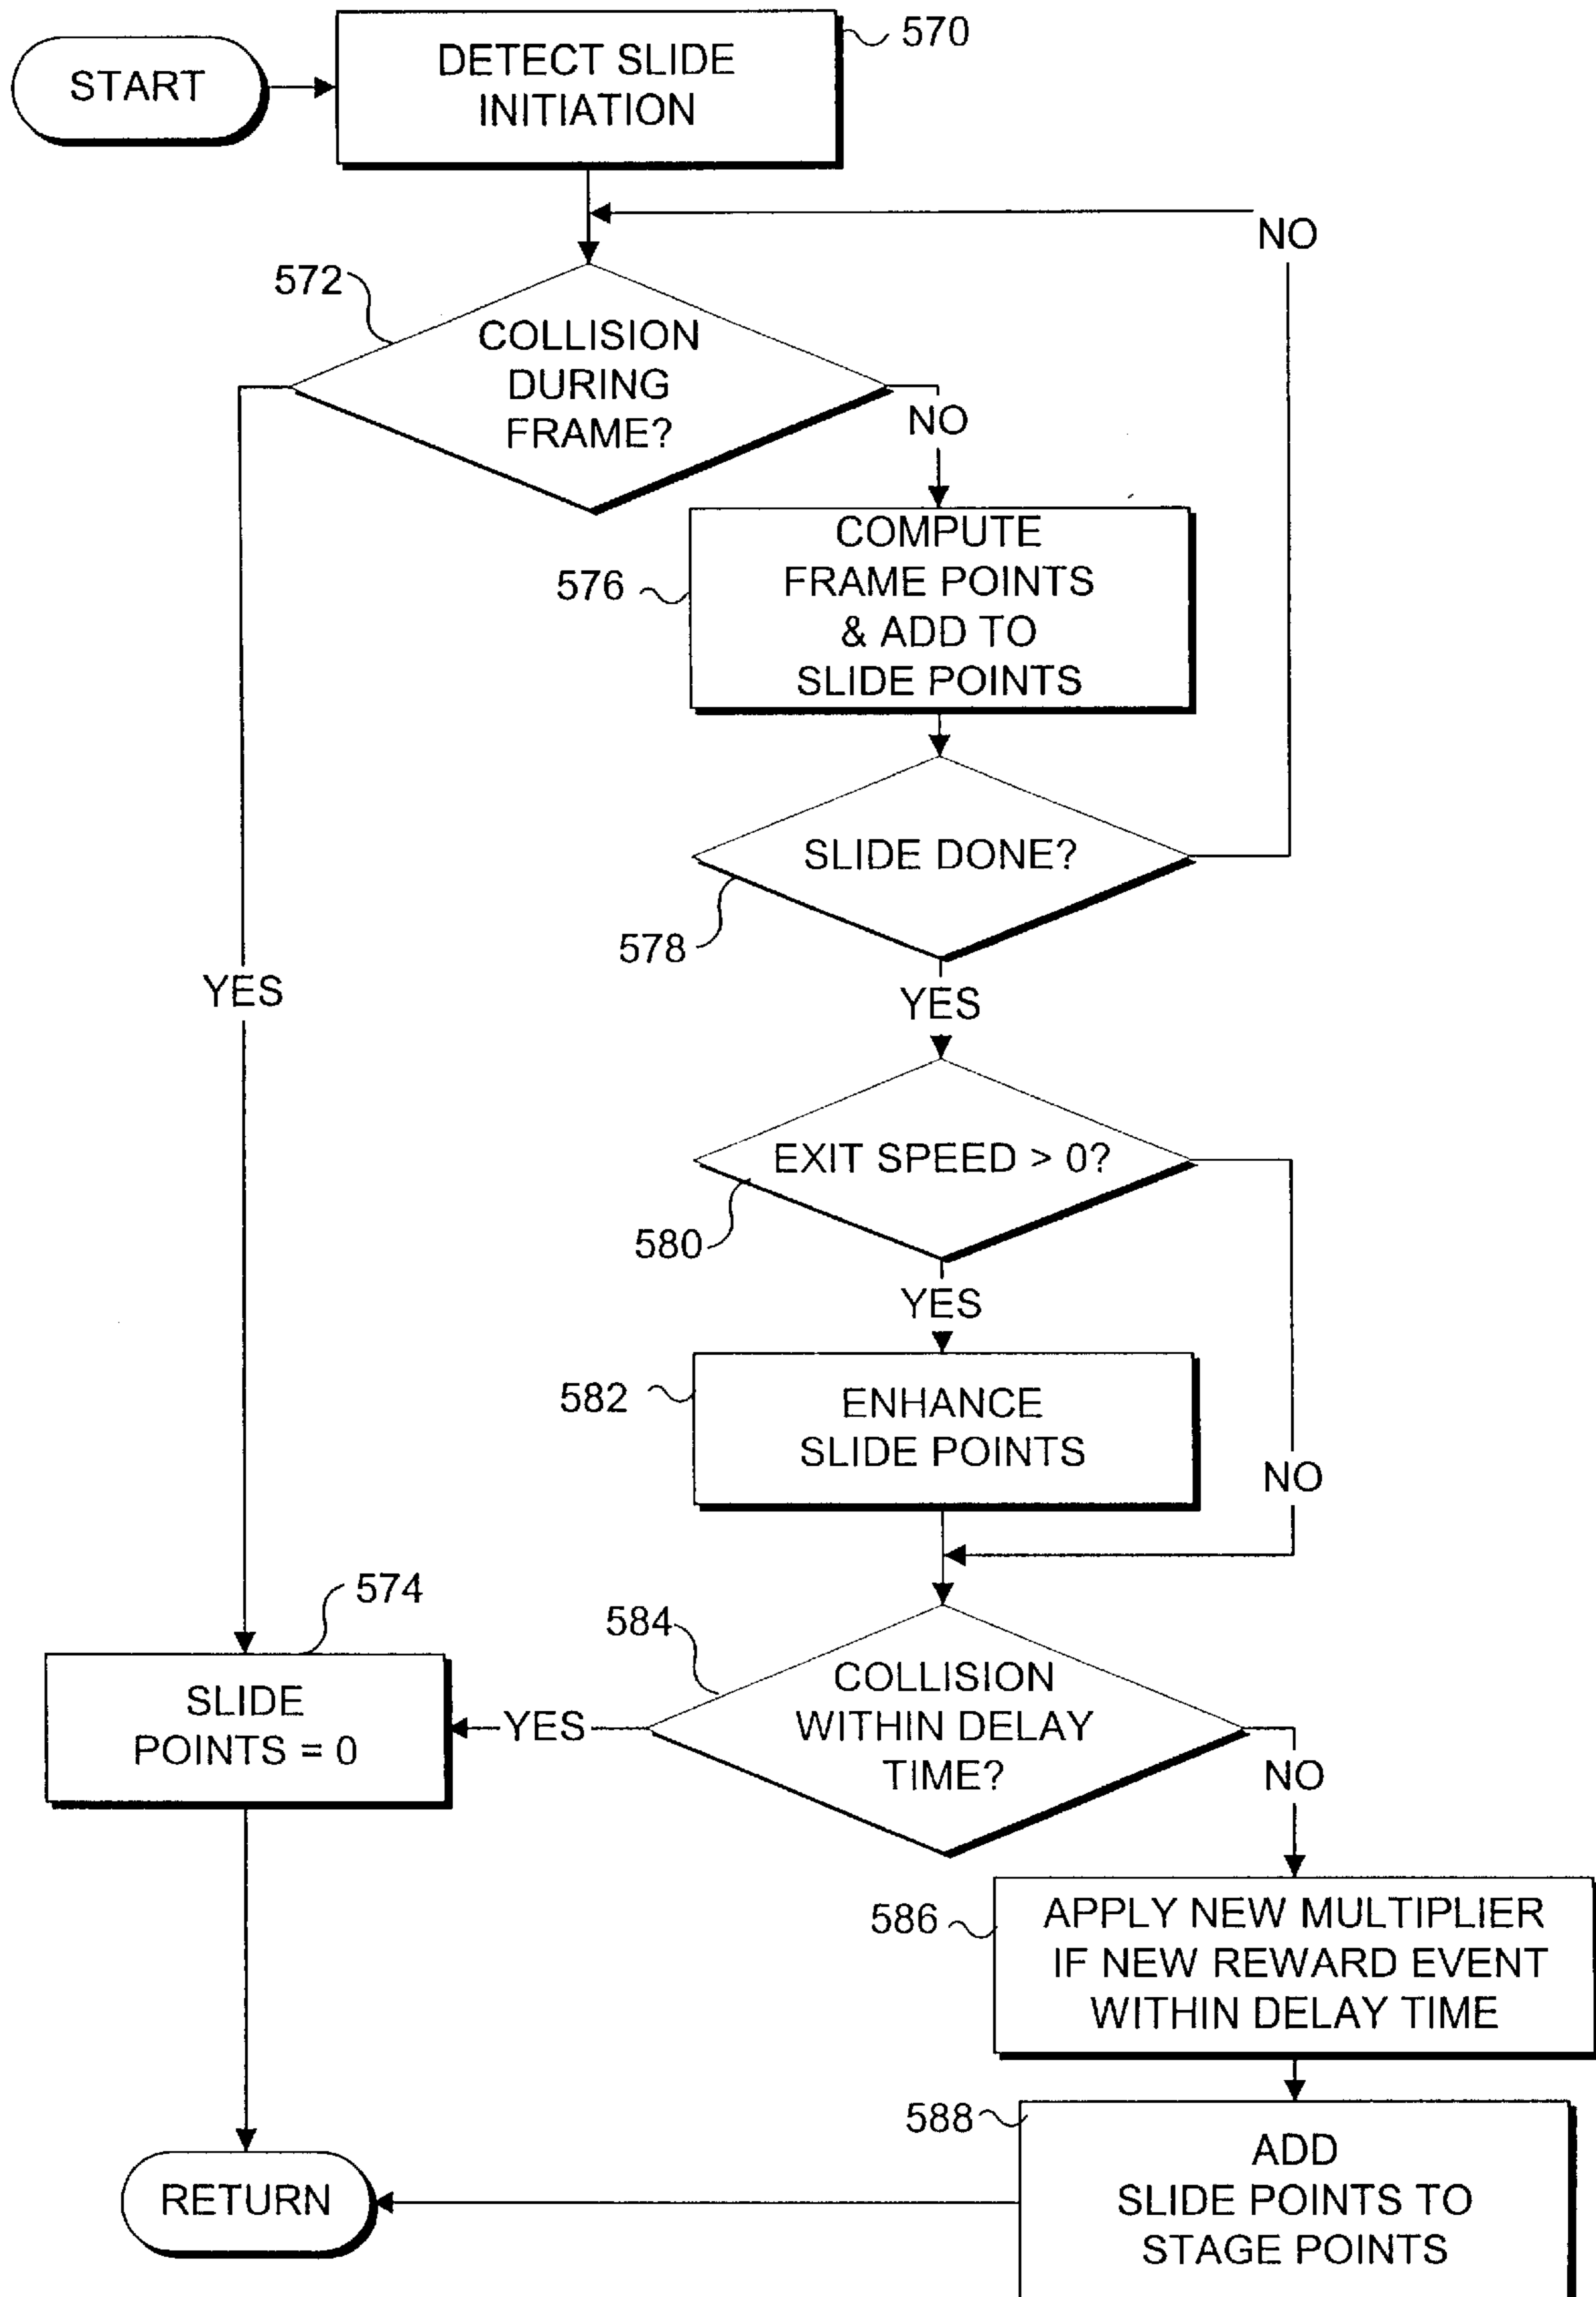 START
DETECT SLIDE
INITIATION
570
NO
572
COLLISION
DURING
FRAME?
NO
576
COMPUTE
FRAME POINTS
& ADD TO
SLIDE POINTS
SLIDE DONE?
578
YES
YES
EXIT SPEED > 0?
580
YES
582
ENHANCE
SLIDE POINTS
NO
574
SLIDE
POINTS = 0
584
COLLISION
WITHIN DELAY
TIME?
YES
NO
586
APPLY NEW MULTIPLIER
IF NEW REWARD EVENT
WITHIN DELAY TIME
588
ADD
SLIDE POINTS TO
STAGE POINTS
RETURN